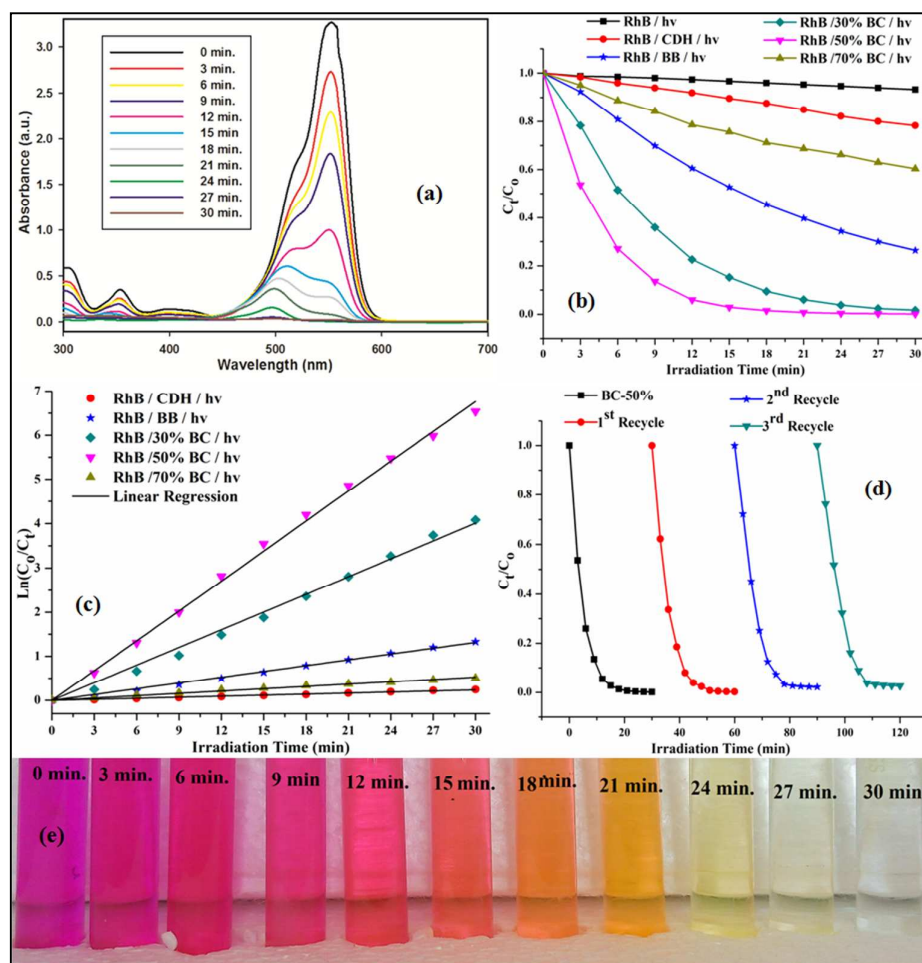 3.0
2.5
2.0
1.5
1.0
0.5
0.0
Absorbance (a.u.)
0 min.
3 min.
6 min.
9 min.
12 min.
15 min
18 min.
21 min.
24 min.
27 min.
30 min.
(a)
300 400 500 600 700
Wavelength (nm)
RhB / hv
RhB / CDH / hv
RhB / BB / hv
RhB /30% BC / hv
RhB /50% BC / hv
RhB /70% BC / hv
1.0
0.8
0.6
0.4
0.2
0.0
Ct/Co
(b)
0 3 6 9 12 15 18 21 24 27 30
Irradiation Time (min)
RhB / CDH / hv
RhB / BB / hv
RhB /30% BC / hv
RhB /50% BC / hv
RhB /70% BC / hv
Linear Regression
7
6
5
4
3
2
1
0
Ln(Co/Ct)
(c)
0 3 6 9 12 15 18 21 24 27 30
Irradiation Time (min)
BC-50%
1st Recycle
2nd Recycle
3rd Recycle
1.0
0.8
0.6
0.4
0.2
0.0
Ct/Co
(d)
0 20 40 60 80 100 120
Irradiation Time (min)
0 min. 3 min. 6 min. 9 min 12 min. 15 min. 18 min. 21 min. 24 min. 27 min. 30 min.
(e)